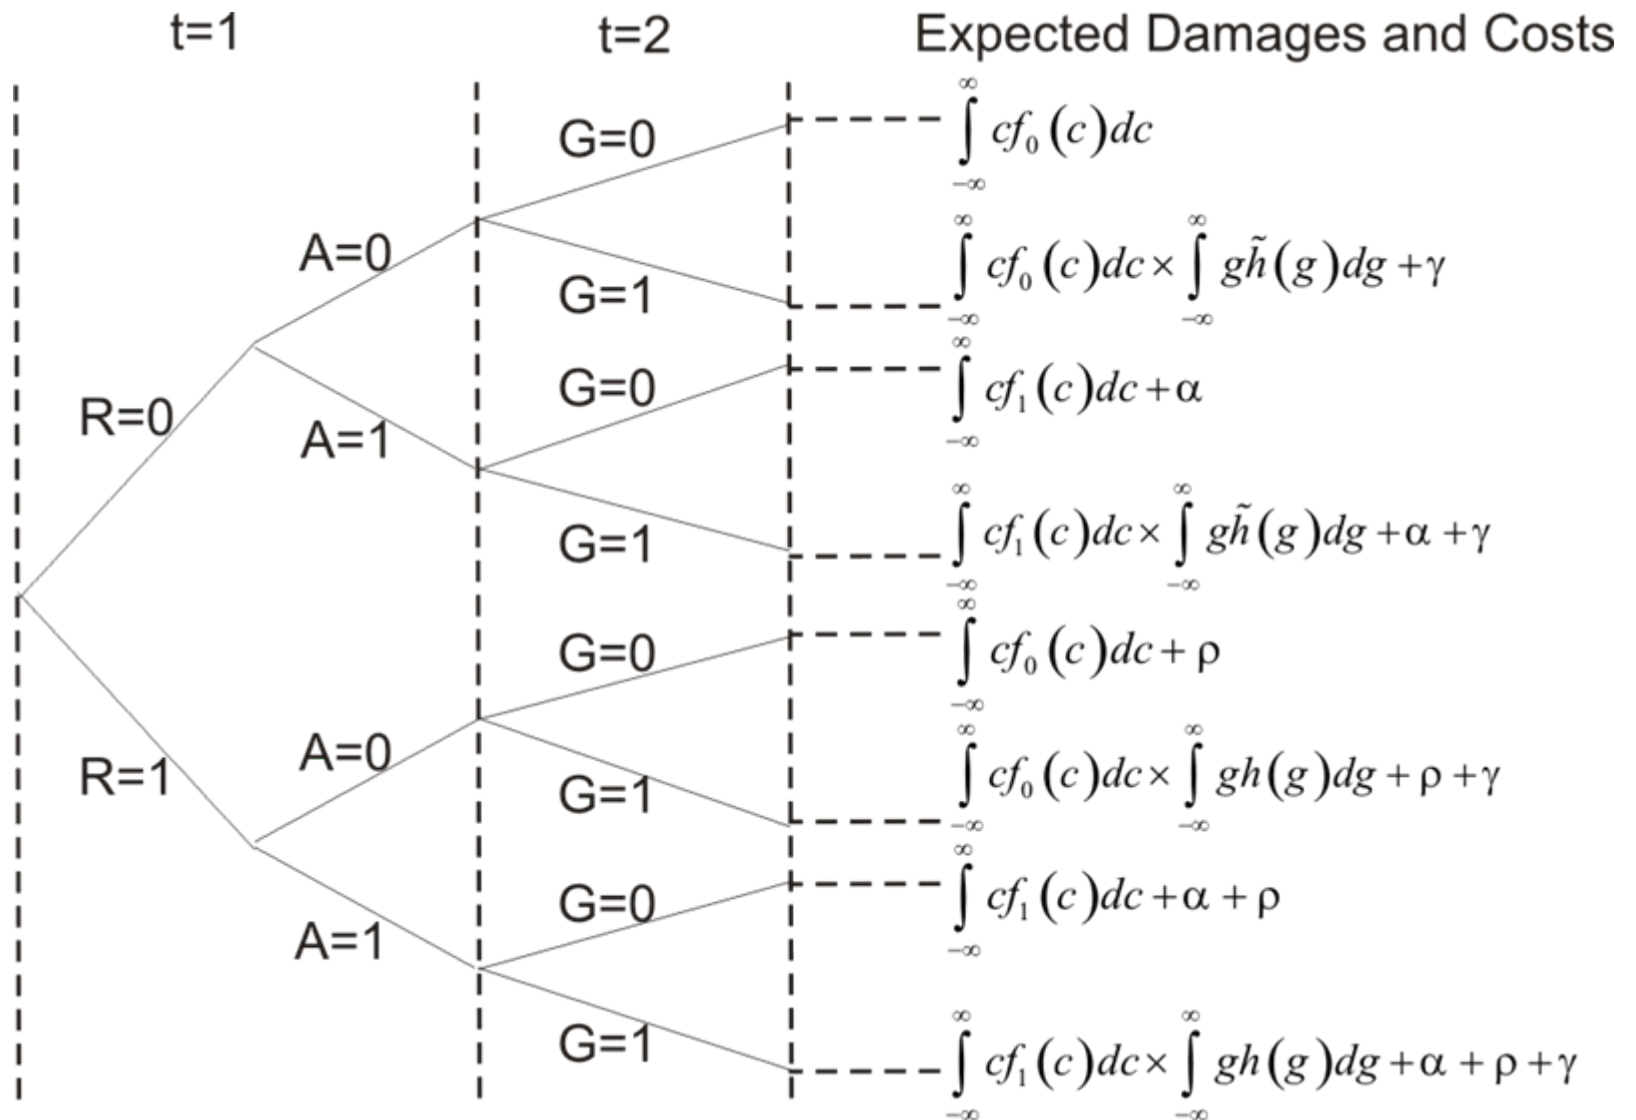 t=1 t=2 Expected Damages and Costs
G=0 ∫_{-∞}^{∞} cf₀(c)dc
A=0
G=1 ∫_{-∞}^{∞} cf₀(c)dc × ∫_{-∞}^{∞} gh̃(g)dg + γ
R=0
G=0 ∫_{-∞}^{∞} cf₁(c)dc + α
A=1
G=1 ∫_{-∞}^{∞} cf₁(c)dc × ∫_{-∞}^{∞} gh̃(g)dg + α + γ
G=0 ∫_{-∞}^{∞} cf₀(c)dc + ρ
A=0
R=1
G=1 ∫_{-∞}^{∞} cf₀(c)dc × ∫_{-∞}^{∞} gh(g)dg + ρ + γ
G=0 ∫_{-∞}^{∞} cf₁(c)dc + α + ρ
A=1
G=1 ∫_{-∞}^{∞} cf₁(c)dc × ∫_{-∞}^{∞} gh(g)dg + α + ρ + γ